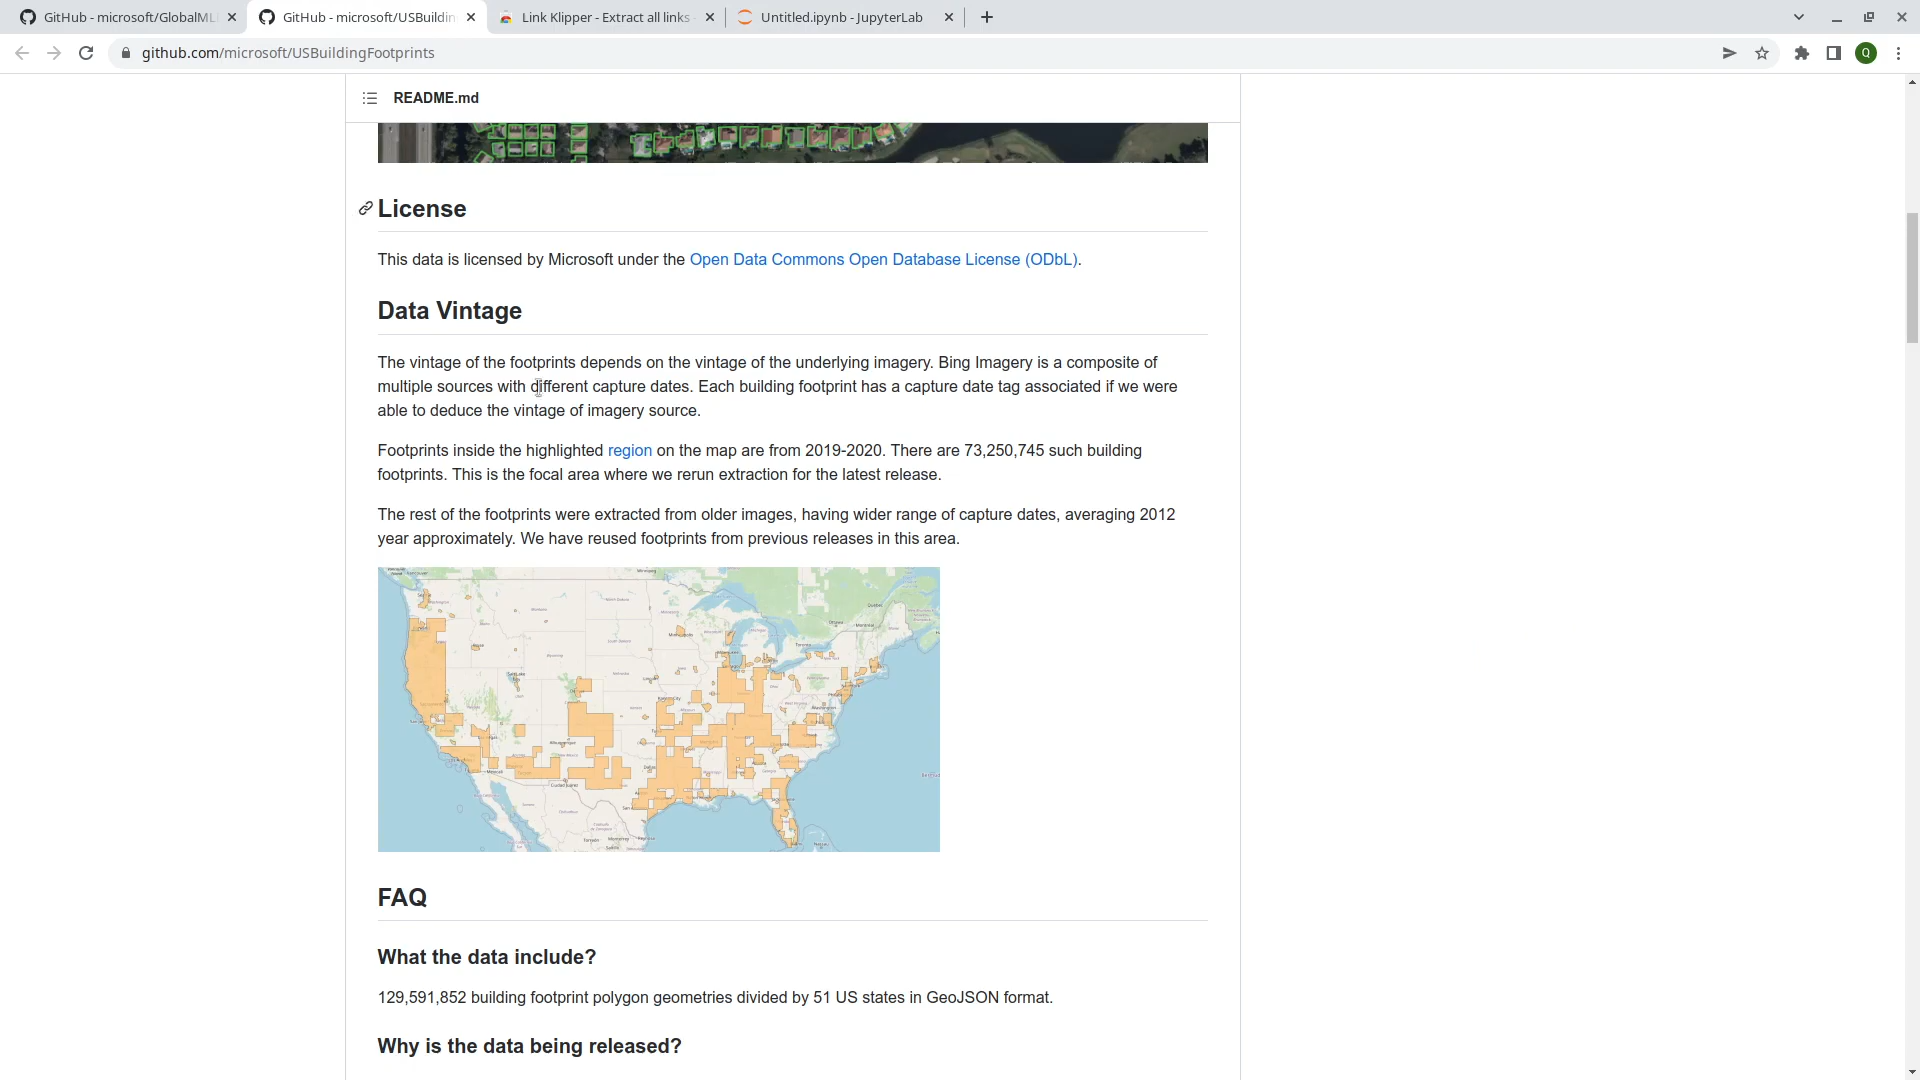 GitHub - microsoft/GlobalML
GitHub - microsoft/USBuildin
Link Klipper - Extract all links -
Untitled.ipynb - JupyterLab
github.com/microsoft/USBuildingFootprints
Q
README.md
License
This data is licensed by Microsoft under the Open Data Commons Open Database License (ODbL).
Data Vintage
The vintage of the footprints depends on the vintage of the underlying imagery. Bing Imagery is a composite of
multiple sources with different capture dates. Each building footprint has a capture date tag associated if we were
able to deduce the vintage of imagery source.
Footprints inside the highlighted region on the map are from 2019-2020. There are 73,250,745 such building
footprints. This is the focal area where we rerun extraction for the latest release.
The rest of the footprints were extracted from older images, having wider range of capture dates, averaging 2012
year approximately. We have reused footprints from previous releases in this area.
FAQ
What the data include?
129,591,852 building footprint polygon geometries divided by 51 US states in GeoJSON format.
Why is the data being released?